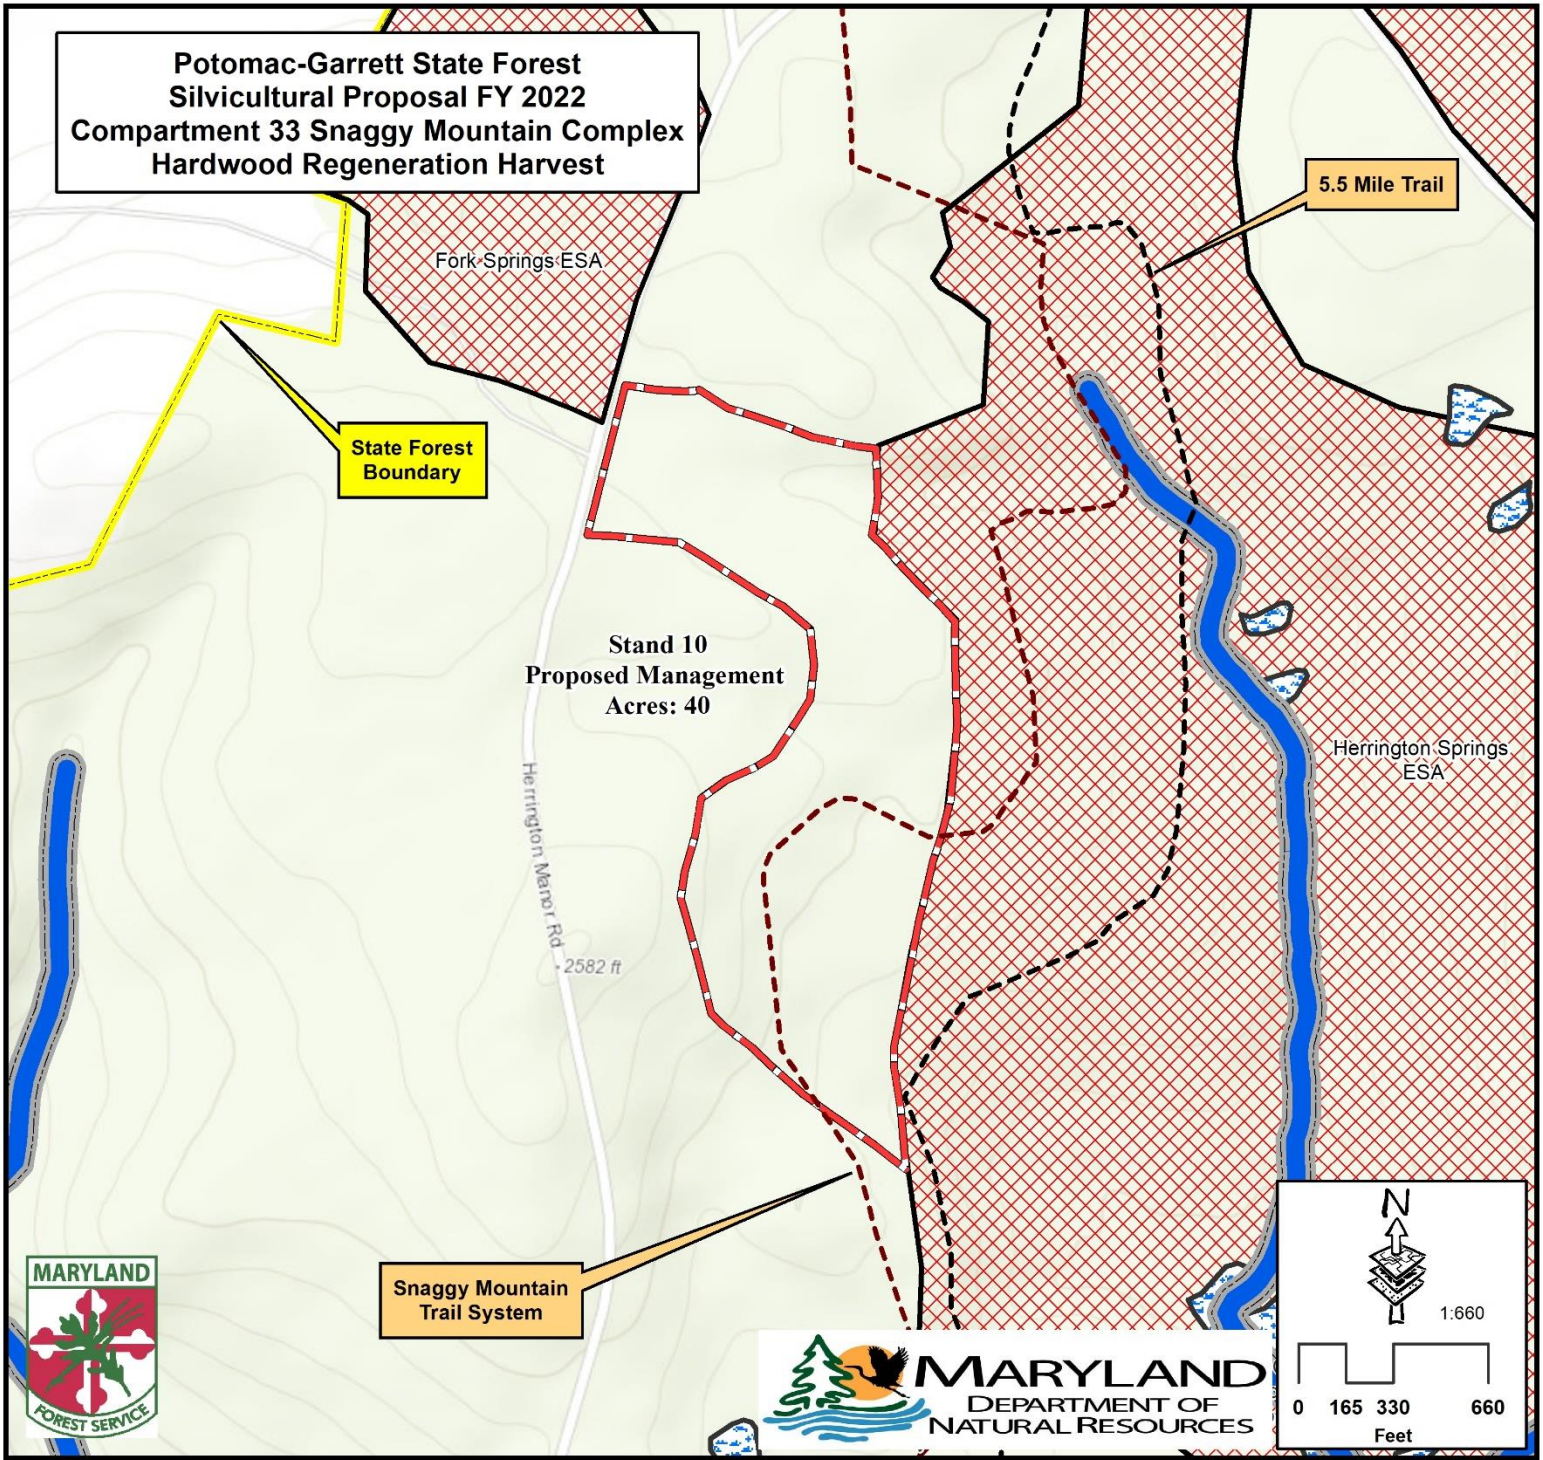 Potomac-Garrett State Forest
Silvicultural Proposal FY 2022
Compartment 33 Snaggy Mountain Complex
Hardwood Regeneration Harvest
5.5 Mile Trail
Fork Springs ESA
State Forest
Boundary
Stand 10
Proposed Management
Acres: 40
Herrington Springs
ESA
Herrington Manor Rd
2582 ft
Snaggy Mountain
Trail System
MARYLAND
FOREST SERVICE
MARYLAND
DEPARTMENT OF
NATURAL RESOURCES
N
1:660
0 165 330 660
Feet